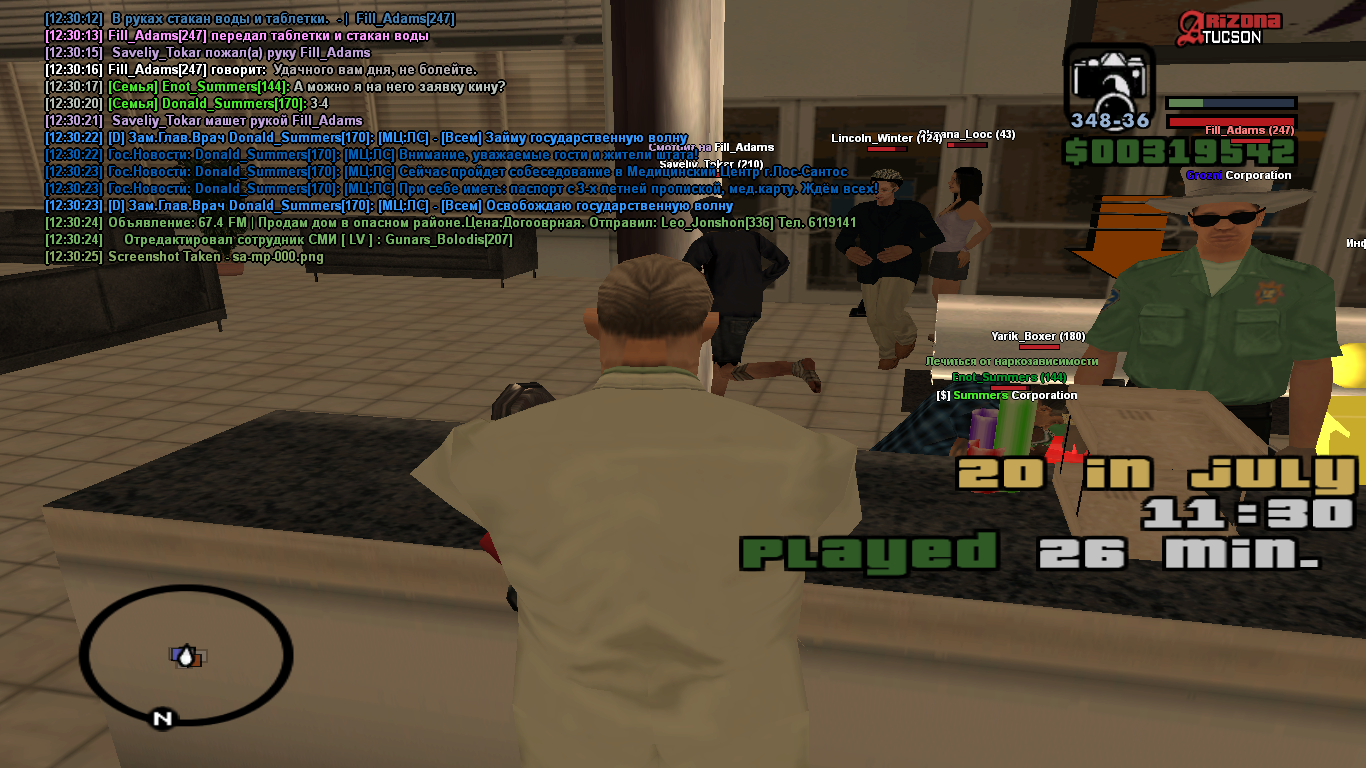 [12:30:12] В руках стакан воды и таблетки. - | Fill_Adams[247]
[12:30:13] Fill_Adams[247] передал таблетки и стакан воды
[12:30:15] Saveliy_Tokar пожал(а) руку Fill_Adams
[12:30:16] Fill_Adams[247] говорит: Удачного вам дня, не болейте.
[12:30:17] [Семья] Enot_Summers[144]: А можно я на него заявку кину?
[12:30:20] [Семья] Donald_Summers[170]: 3-4
[12:30:21] Saveliy_Tokar машет рукой Fill_Adams
[12:30:22] [D] Зам.Глав.Врач Donald_Summers[170]: [МЦ:ЛС] - [Всем] Займу государственную волну
[12:30:22] Гос.Новости: Donald_Summers[170]: [МЦ:ЛС] Внимание, уважаемые гости и жители штата!
[12:30:23] Гос.Новости: Donald_Summers[170]: [МЦ:ЛС] Сейчас пройдет собеседование в Медицинский Центр г.Лос-Сантос
[12:30:23] Гос.Новости: Donald_Summers[170]: [МЦ:ЛС] При себе иметь: паспорт с 3-х летней пропиской, мед.карту. Ждём всех!
[12:30:23] [D] Зам.Глав.Врач Donald_Summers[170]: [МЦ:ЛС] - [Всем] Освобождаю государственную волну
[12:30:24] Объявление: 67.4 FM | Продам дом в опасном районе.Цена:Догоорвная. Отправил: Leo_Jonshon[336] Тел. 6119141
[12:30:24] Отредактировал сотрудник СМИ [ LV ] : Gunars_Bolodis[207]
[12:30:25] Screenshot Taken - sa-mp-000.png
Arizona
TUCSON
348-36
Fill_Adams (247)
$00319542
Grozni Corporation
Смотрит на Fill_Adams
Saveliy_Tokar (210)
Lincoln_Winter (124)
Looc (43)
Инф
Yarik_Boxer (180)
Лечиться от наркозависимости
Enot_Summers (144)
[$] Summers Corporation
20 in july
11:30
played 26 min.
N